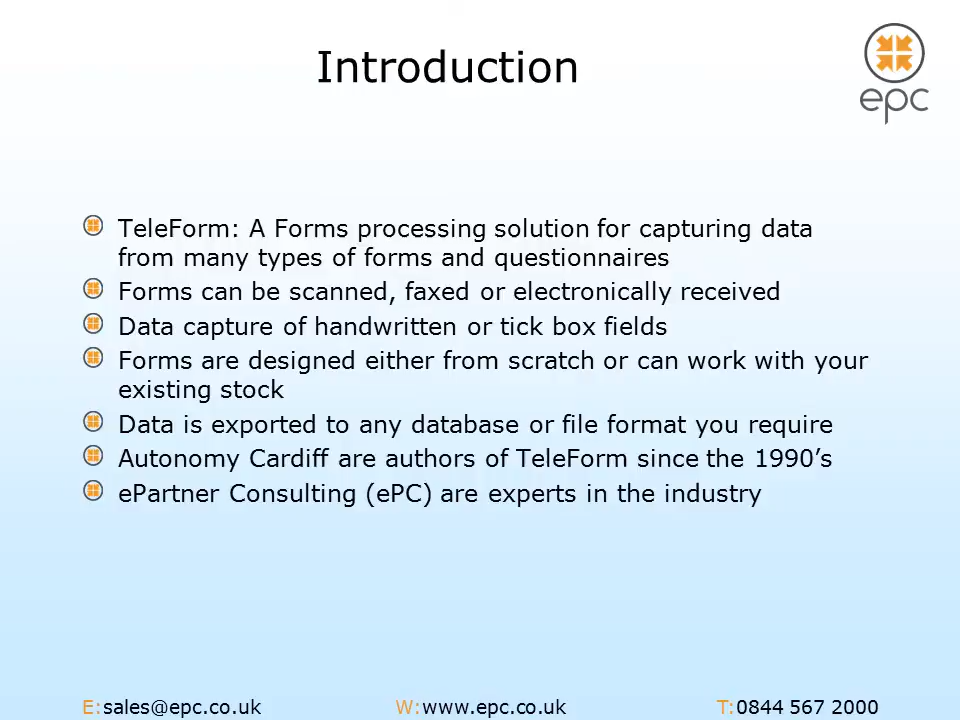 Introduction
epc
TeleForm: A Forms processing solution for capturing data
from many types of forms and questionnaires
Forms can be scanned, faxed or electronically received
Data capture of handwritten or tick box fields
Forms are designed either from scratch or can work with your
existing stock
Data is exported to any database or file format you require
Autonomy Cardiff are authors of TeleForm since the 1990’s
ePartner Consulting (ePC) are experts in the industry
E:sales@epc.co.uk W:www.epc.co.uk T:0844 567 2000